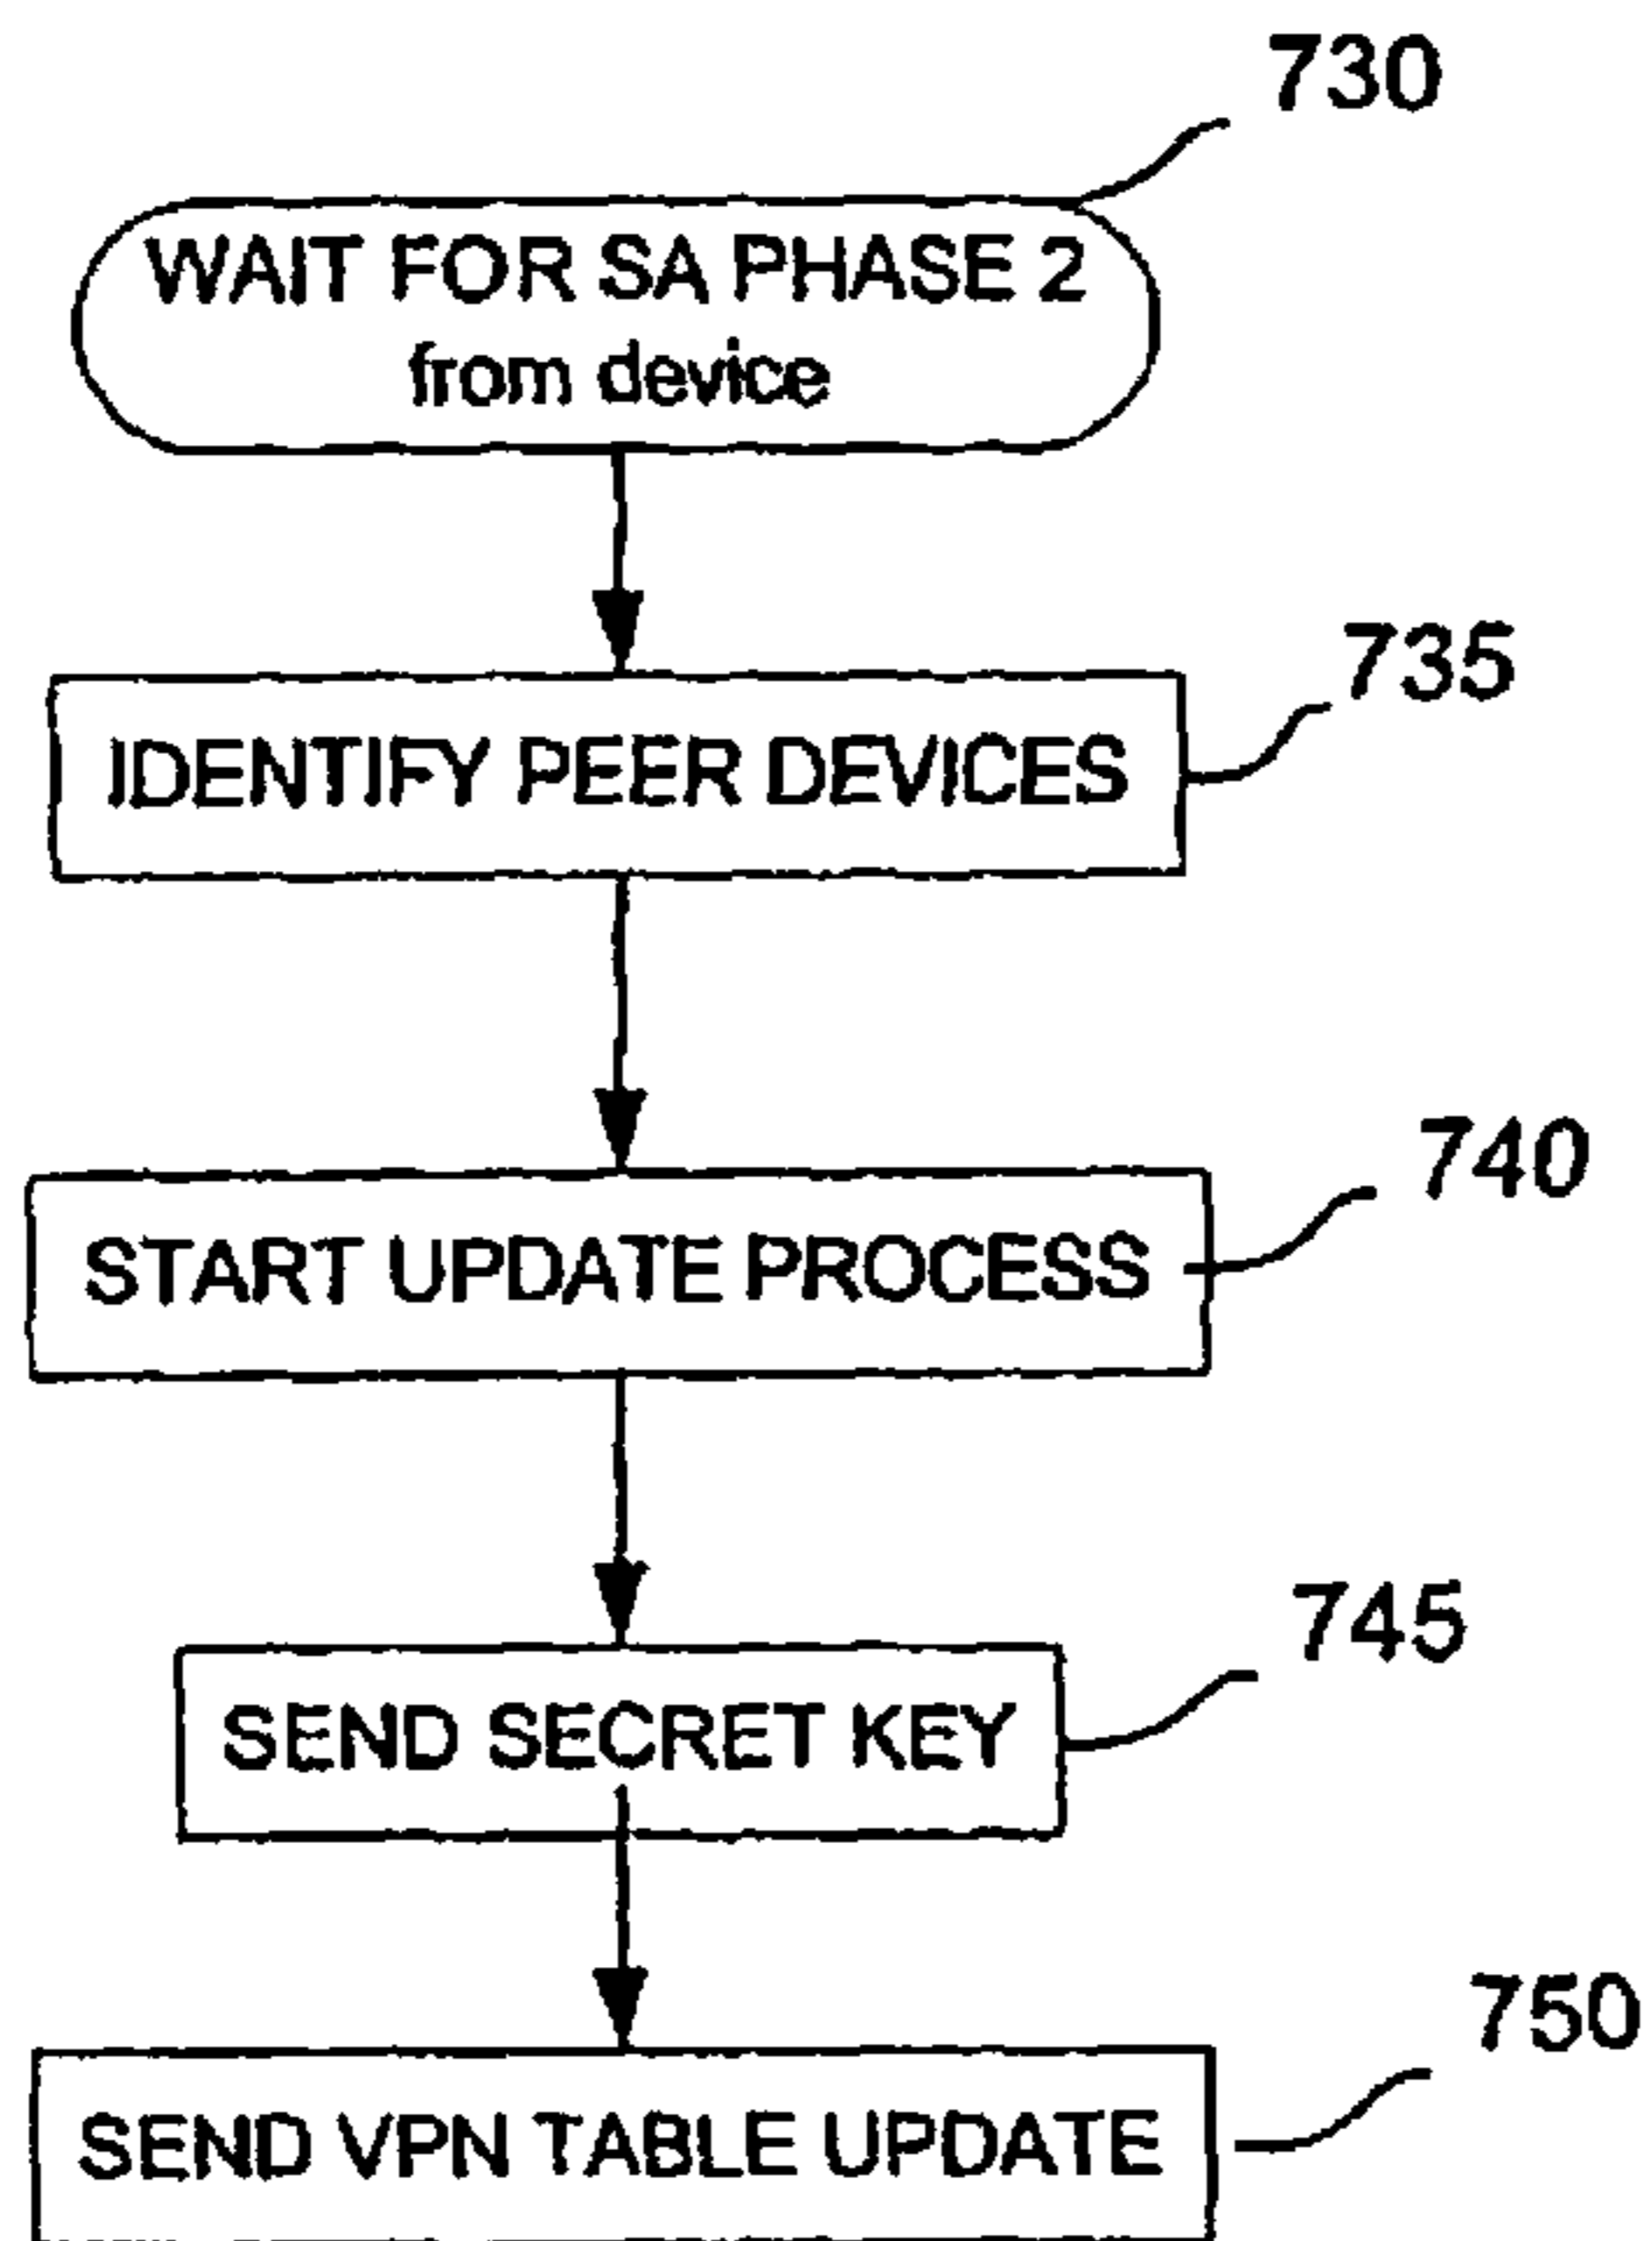 730
WAIT FOR SA PHASE 2
from device
735
IDENTIFY PEER DEVICES
740
START UPDATE PROCESS
745
SEND SECRET KEY
750
SEND VPN TABLE UPDATE